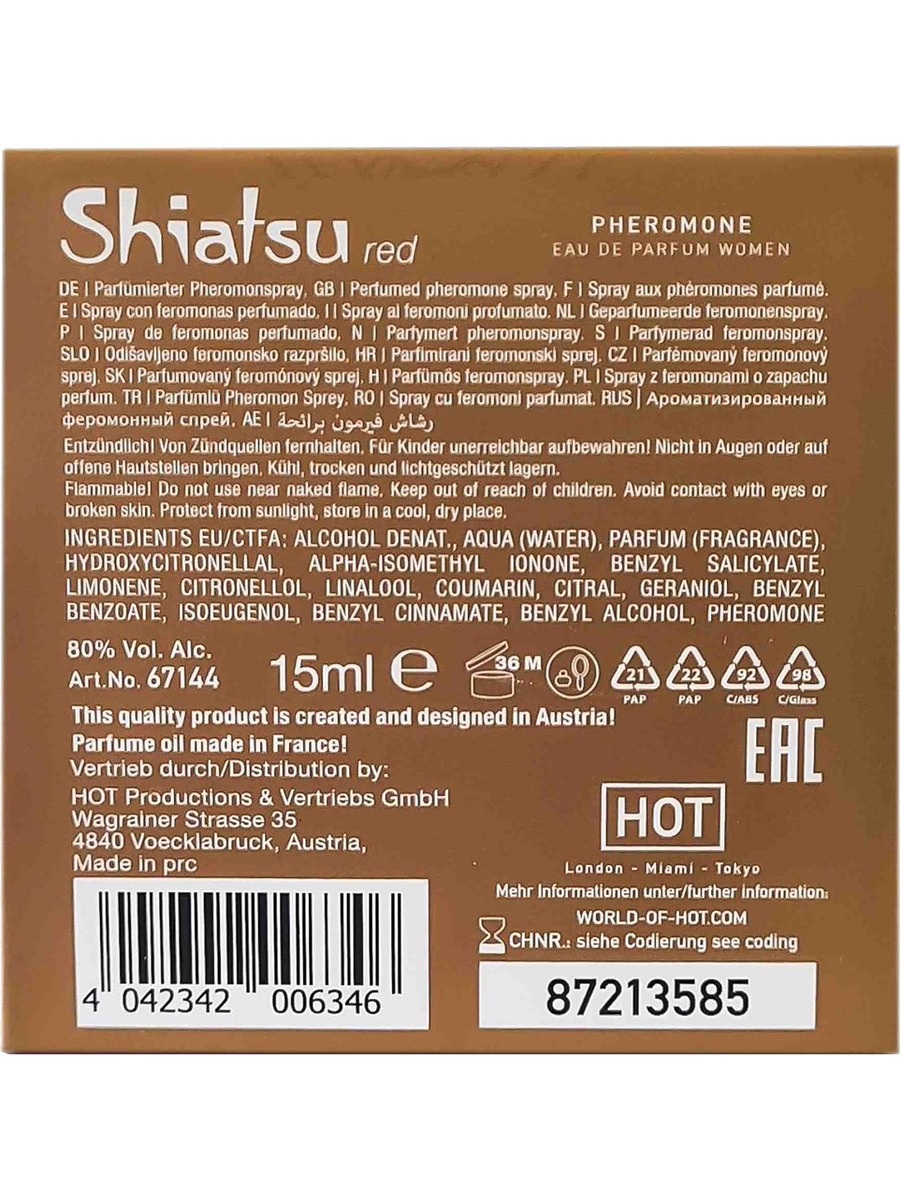 Shiatsu red
PHEROMONE
EAU DE PARFUM WOMEN
DE | Parfümierter Pheromonspray. GB | Perfumed pheromone spray. F | Spray aux phéromones parfumé.
E | Spray con feromonas perfumado. I | Spray al feromoni profumato. NL | Geparfumeerde feromonenspray.
P | Spray de feromonas perfumado. N | Parfymert pheromonspray. S | Parfymerad feromonspray.
SLO | Odišavljeno feromonsko razpršilo. HR | Parfimirani feromonski sprej. CZ | Parfémovaný feromonový
sprej. SK | Parfumovaný feromónový sprej. H | Parfümős feromonspray. PL | Spray z feromonami o zapachu
perfum. TR | Parfümlü Pheromon Sprey. RO | Spray cu feromoni parfumat. RUS | Ароматизированный
феромонный спрей. AE | رشاش فيرمون برائحة
Entzündlich! Von Zündquellen fernhalten. Für Kinder unerreichbar aufbewahren! Nicht in Augen oder auf
offene Hautstellen bringen. Kühl, trocken und lichtgeschützt lagern.
Flammable! Do not use near naked flame. Keep out of reach of children. Avoid contact with eyes or
broken skin. Protect from sunlight, store in a cool, dry place.
INGREDIENTS EU/CTFA: ALCOHOL DENAT., AQUA (WATER), PARFUM (FRAGRANCE),
HYDROXYCITRONELLAL, ALPHA-ISOMETHYL IONONE, BENZYL SALICYLATE,
LIMONENE, CITRONELLOL, LINALOOL, COUMARIN, CITRAL, GERANIOL, BENZYL
BENZOATE, ISOEUGENOL, BENZYL CINNAMATE, BENZYL ALCOHOL, PHEROMONE
80% Vol. Alc.
Art.No. 67144
15ml e
36 M
21 PAP
22 PAP
92 C/ABS
98 C/Glass
This quality product is created and designed in Austria!
Parfume oil made in France!
Vertrieb durch/Distribution by:
HOT Productions & Vertriebs GmbH
Wagrainer Strasse 35
4840 Voecklabruck, Austria,
Made in prc
EAC
HOT
London - Miami - Tokyo
Mehr Informationen unter/further information:
WORLD-OF-HOT.COM
CHNR.: siehe Codierung see coding
4 042342 006346
87213585